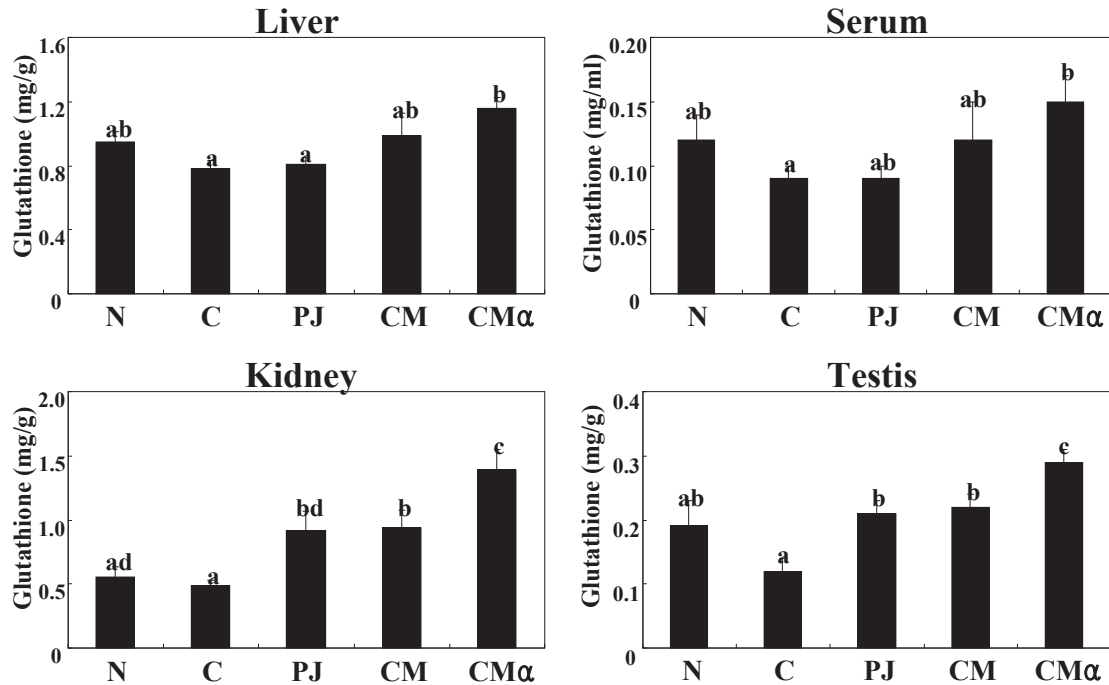 Liver
Glutathione (mg/g)
1.6
1.2
0.8
0.4
0
ab
a
a
ab
b
N C PJ CM CMα
Serum
Glutathione (mg/ml)
0.20
0.15
0.10
0.05
0
ab
a
ab
ab
b
N C PJ CM CMα
Kidney
Glutathione (mg/g)
2.0
1.5
1.0
0.5
0
ad
a
bd
b
c
N C PJ CM CMα
Testis
Glutathione (mg/g)
0.4
0.3
0.2
0.1
0
ab
a
b
b
c
N C PJ CM CMα